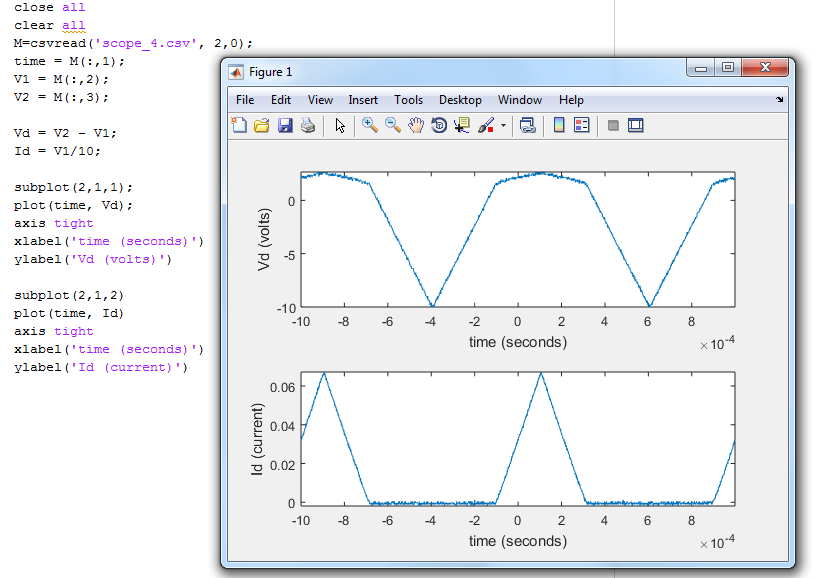 close all
clear all
M=csvread('scope_4.csv', 2,0);
time = M(:,1);
V1 = M(:,2);
V2 = M(:,3);
Vd = V2 - V1;
Id = V1/10;
subplot(2,1,1);
plot(time, Vd);
axis tight
xlabel('time (seconds)')
ylabel('Vd (volts)')
subplot(2,1,2)
plot(time, Id)
axis tight
xlabel('time (seconds)')
ylabel('Id (current)')
Figure 1
File Edit View Insert Tools Desktop Window Help
Vd (volts)
0
-5
-10
-10 -8 -6 -4 -2 0 2 4 6 8
time (seconds)
×10-4
Id (current)
0.06
0.04
0.02
0
-10 -8 -6 -4 -2 0 2 4 6 8
time (seconds)
×10-4